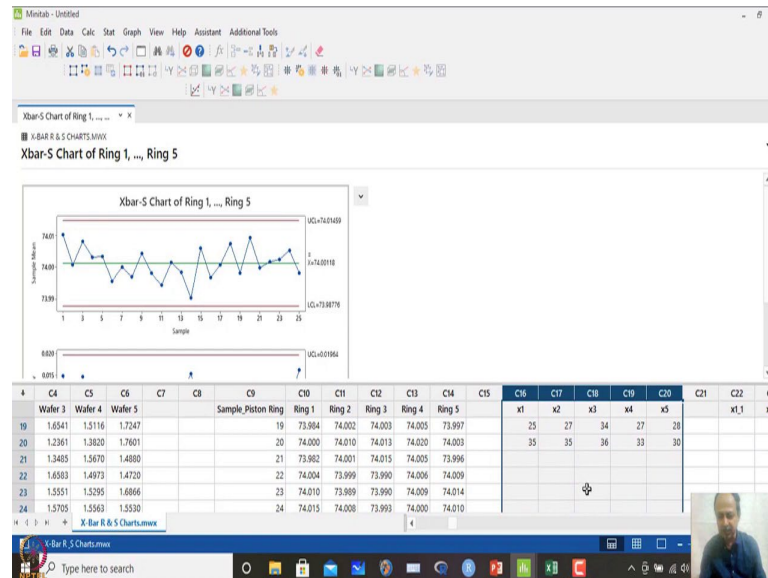 Minitab - Untitled
File Edit Data Calc Stat Graph View Help Assistant Additional Tools
Xbar-S Chart of Ring 1, ..., ...
X-BAR R & S CHARTS.MWX
Xbar-S Chart of Ring 1, ..., Ring 5
Xbar-S Chart of Ring 1, ..., Ring 5
UCL=74.01459
74.01
Sample Mean
X=74.00118
74.00
73.99
LCL=73.98776
1 3 5 7 9 11 13 15 17 19 21 23 25
Sample
0.020
UCL=0.01964
0.015
C4 C5 C6 C7 C8 C9 C10 C11 C12 C13 C14 C15 C16 C17 C18 C19 C20 C21 C22
Wafer 3 Wafer 4 Wafer 5 Sample_Piston Ring Ring 1 Ring 2 Ring 3 Ring 4 Ring 5 x1 x2 x3 x4 x5 x1_1
19 1.6541 1.5116 1.7247 19 73.984 74.002 74.003 74.005 73.997 25 27 34 27 28
20 1.2361 1.3820 1.7601 20 74.000 74.010 74.013 74.020 74.003 35 35 36 33 30
21 1.3485 1.5670 1.4880 21 73.982 74.001 74.015 74.005 73.996
22 1.6583 1.4973 1.4720 22 74.004 73.999 73.990 74.006 74.009
23 1.5551 1.5295 1.6866 23 74.010 73.989 73.990 74.009 74.014
24 1.5705 1.5563 1.5530 24 74.015 74.008 73.993 74.000 74.010
X-Bar R & S Charts.mwx
X-Bar R_S Charts.mwx
Type here to search
NPTEL